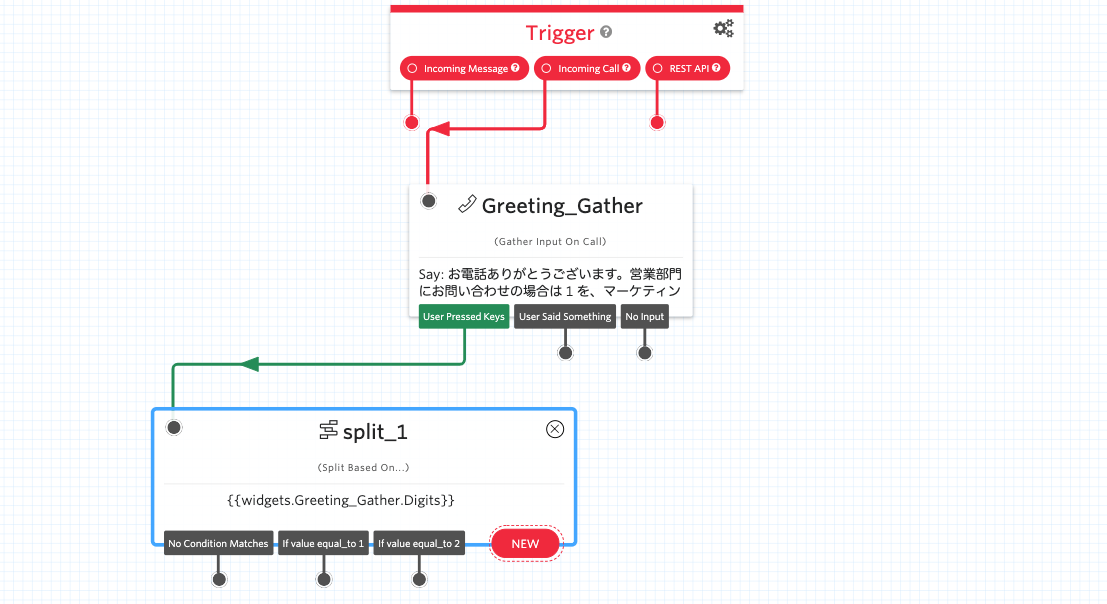 Trigger
Incoming Message
Incoming Call
REST API
Greeting_Gather
(Gather Input On Call)
Say: お電話ありがとうございます。営業部門
にお問い合わせの場合は 1 を、マーケティン
User Pressed Keys
User Said Something
No Input
split_1
(Split Based On...)
{{widgets.Greeting_Gather.Digits}}
No Condition Matches
If value equal_to 1
If value equal_to 2
NEW